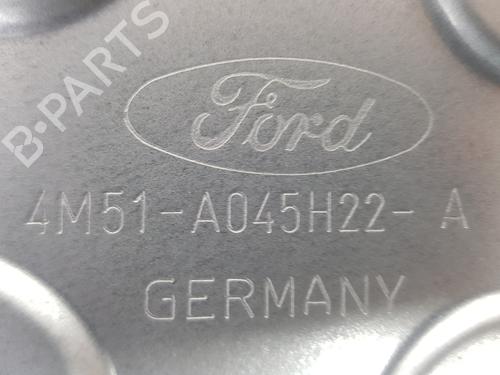 B-PARTS
Ford
4M51-A045H22- A
GERMANY